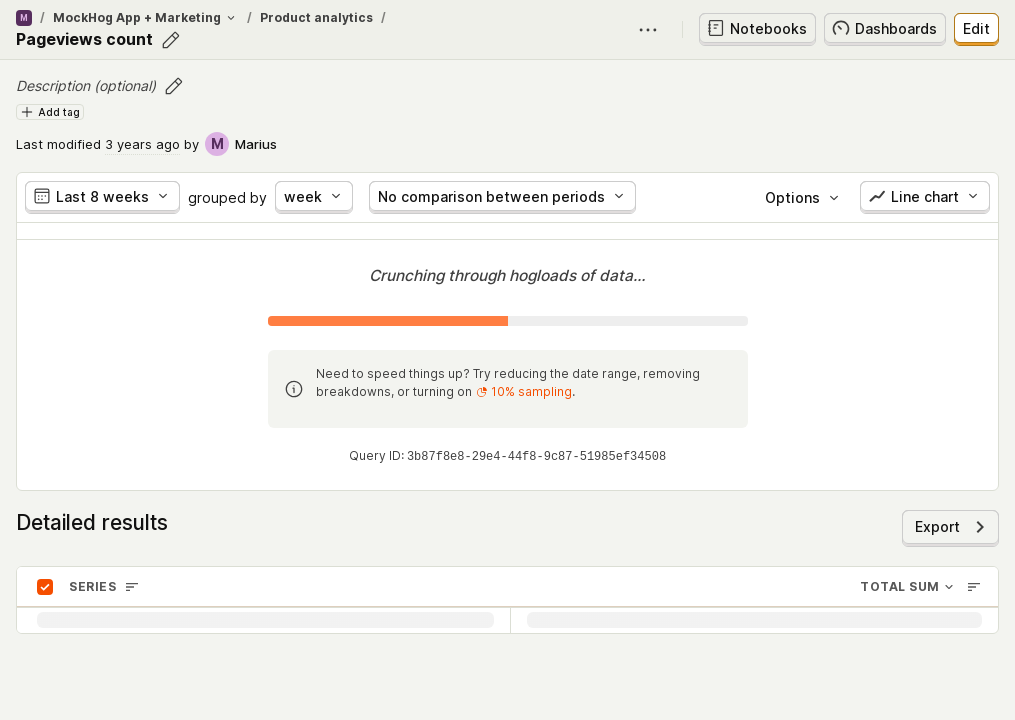 M / MockHog App + Marketing / Product analytics /
Pageviews count
Notebooks
Dashboards
Edit
Description (optional)
Add tag
Last modified 3 years ago by M Marius
Last 8 weeks grouped by week No comparison between periods Options Line chart
Crunching through hogloads of data...
Need to speed things up? Try reducing the date range, removing
breakdowns, or turning on 10% sampling.
Query ID: 3b87f8e8-29e4-44f8-9c87-51985ef34508
Detailed results
Export
SERIES TOTAL SUM